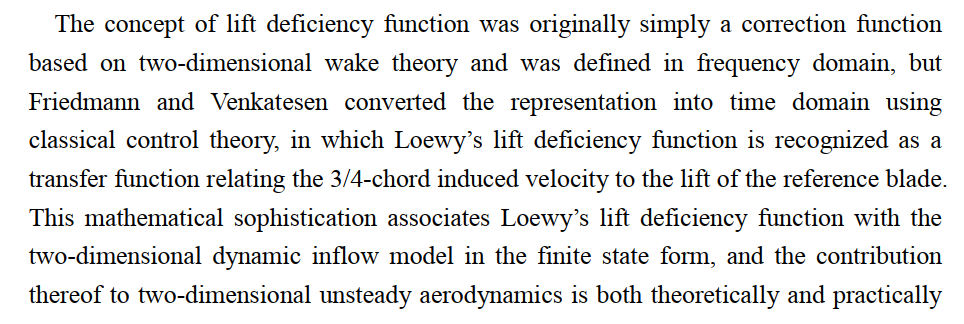 The concept of lift deficiency function was originally simply a correction function
based on two-dimensional wake theory and was defined in frequency domain, but
Friedmann and Venkatesen converted the representation into time domain using
classical control theory, in which Loewy’s lift deficiency function is recognized as a
transfer function relating the 3/4-chord induced velocity to the lift of the reference blade.
This mathematical sophistication associates Loewy’s lift deficiency function with the
two-dimensional dynamic inflow model in the finite state form, and the contribution
thereof to two-dimensional unsteady aerodynamics is both theoretically and practically